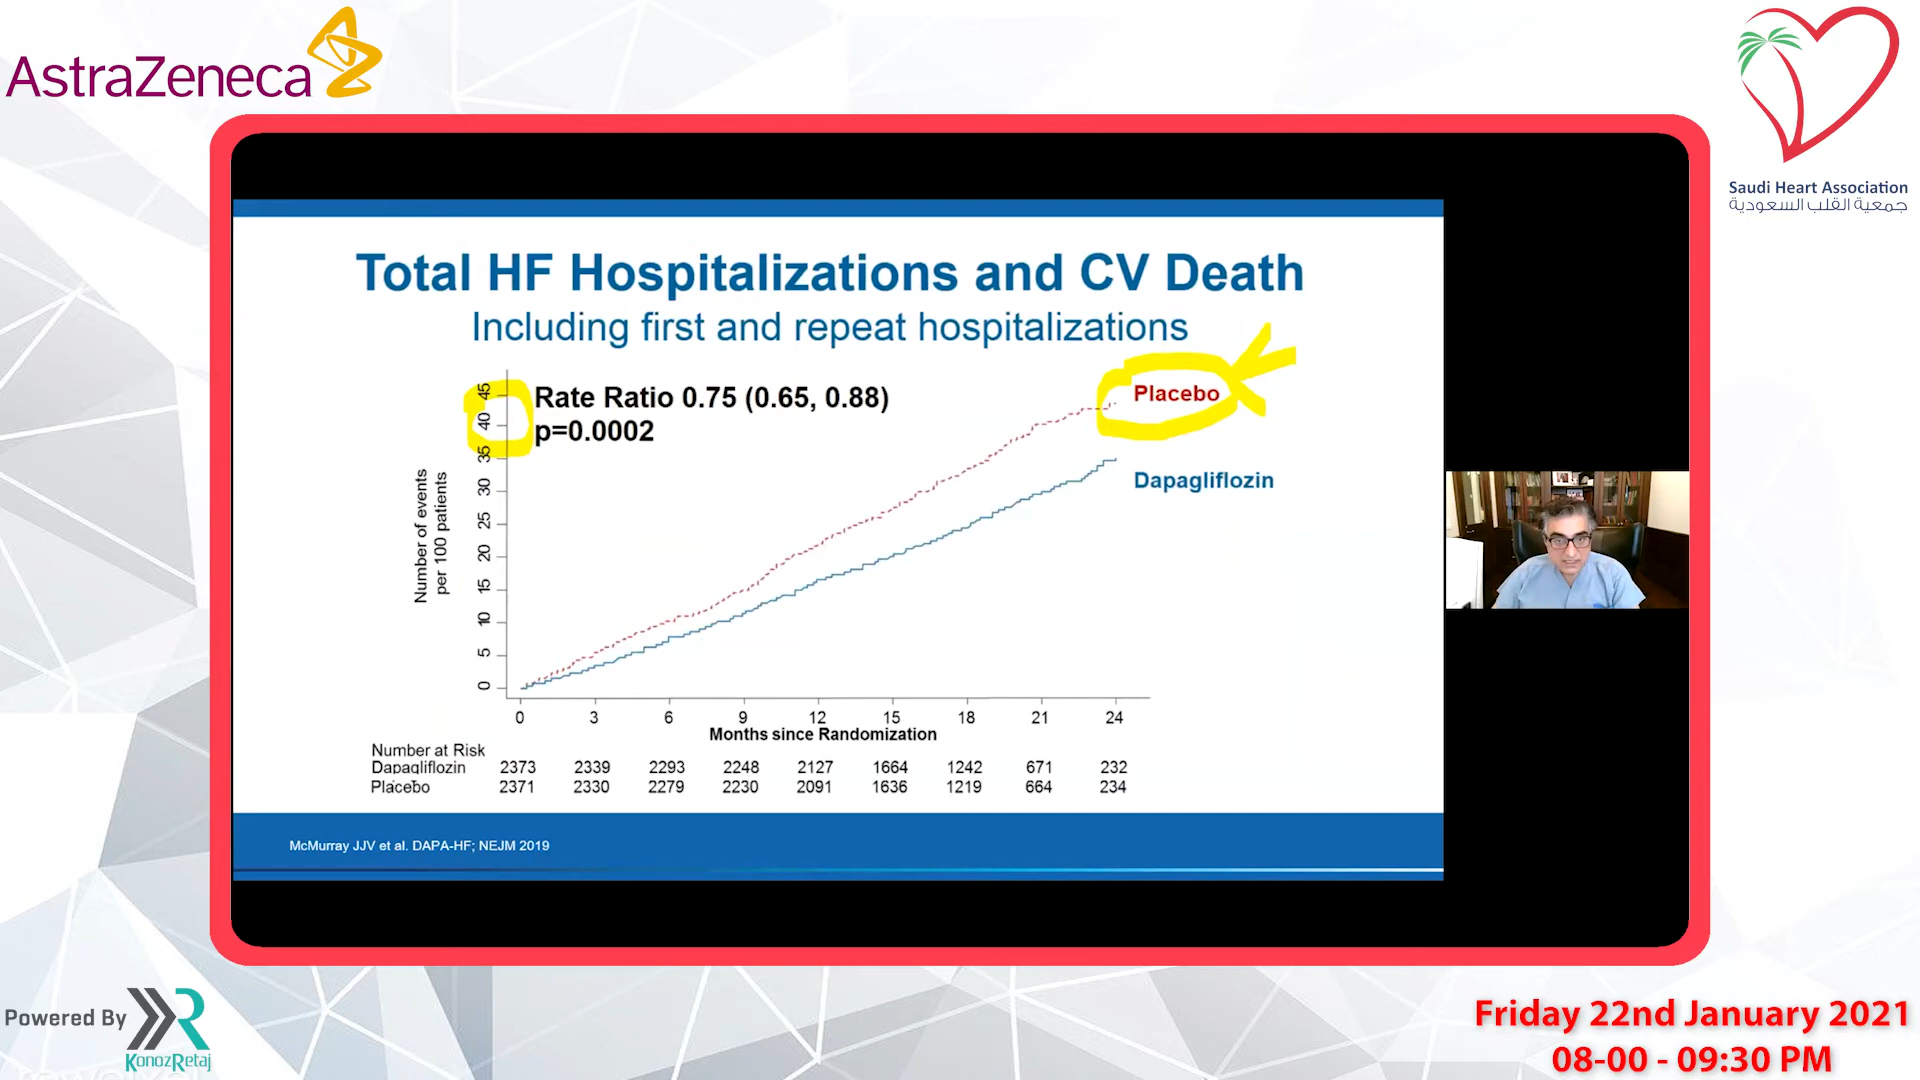 AstraZeneca
Saudi Heart Association
جمعية القلب السعودية
Total HF Hospitalizations and CV Death
Including first and repeat hospitalizations
Rate Ratio 0.75 (0.65, 0.88)
p=0.0002
Placebo
Dapagliflozin
Number of events
per 100 patients
45
40
35
30
25
20
15
10
5
0
0 3 6 9 12 15 18 21 24
Months since Randomization
Number at Risk
Dapagliflozin 2373 2339 2293 2248 2127 1664 1242 671 232
Placebo 2371 2330 2279 2230 2091 1636 1219 664 234
McMurray JJV et al. DAPA-HF; NEJM 2019
Powered By
KonozRetaj
Friday 22nd January 2021
08-00 - 09:30 PM